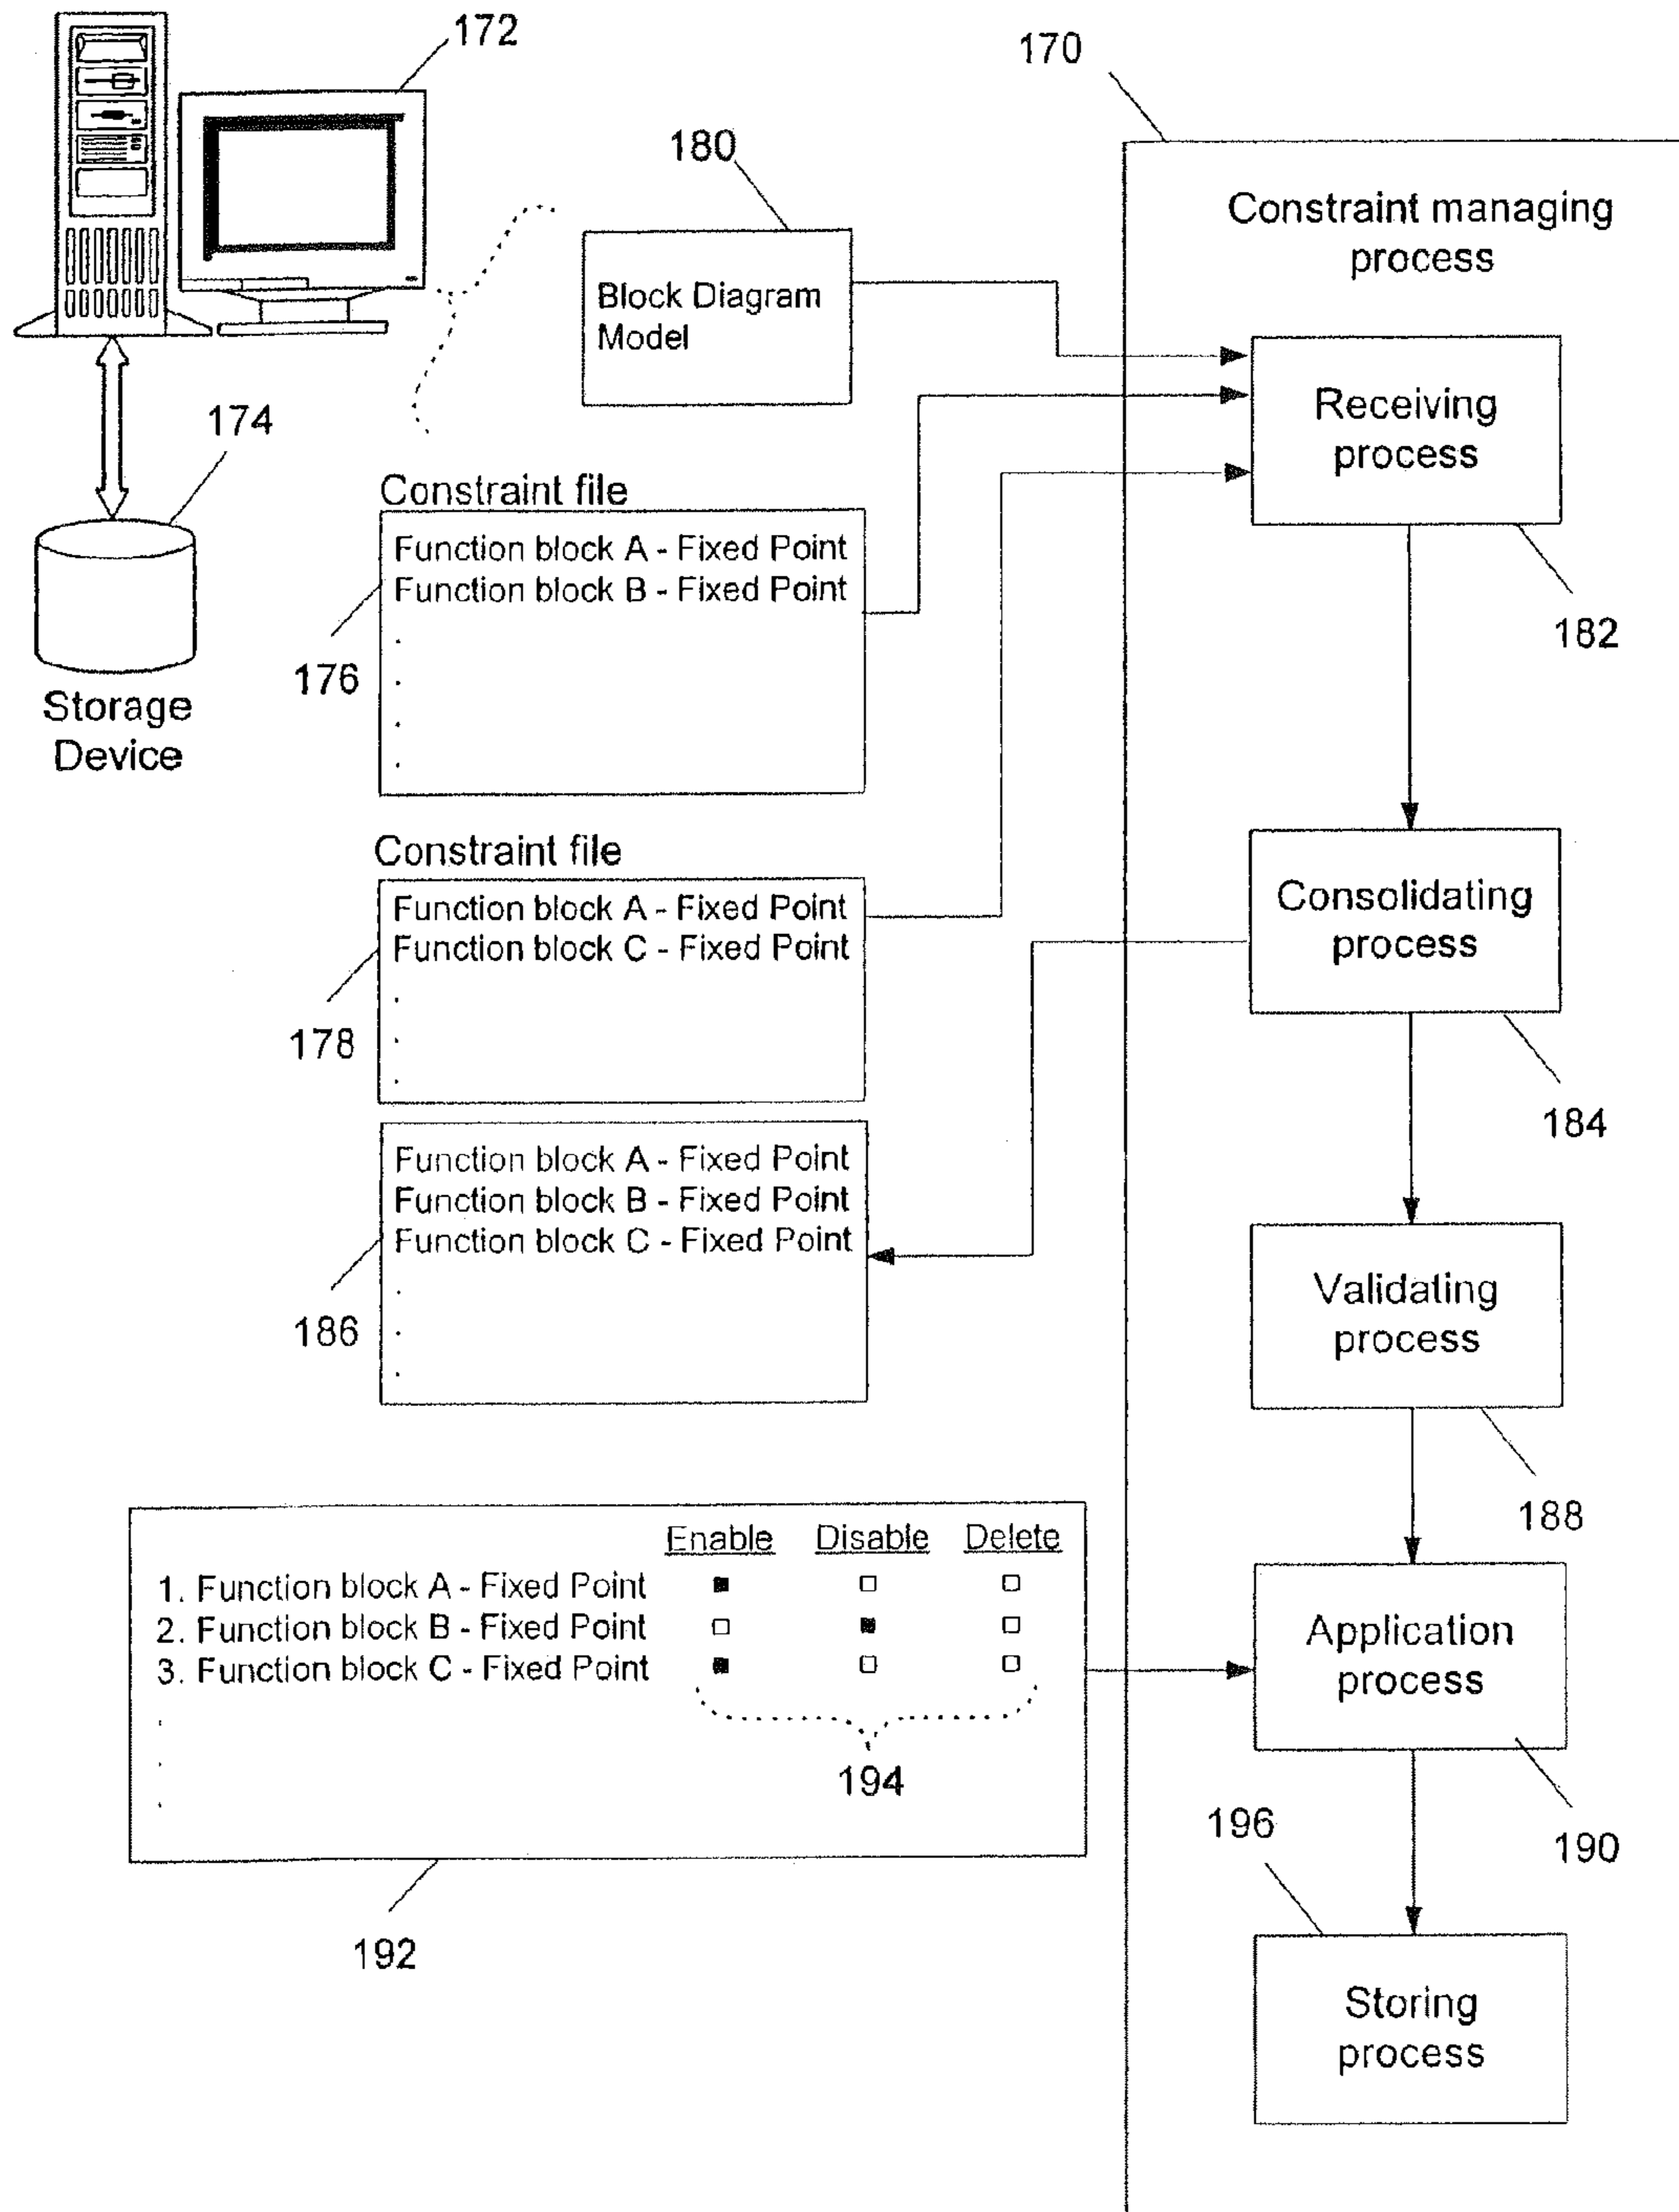 172
170
180
Constraint managing
process
Block Diagram
Model
Receiving
process
174
Constraint file
Function block A - Fixed Point
Function block B - Fixed Point
.
.
.
.
176
182
Storage
Device
Constraint file
Function block A - Fixed Point
Function block C - Fixed Point
.
.
.
178
Consolidating
process
184
Function block A - Fixed Point
Function block B - Fixed Point
Function block C - Fixed Point
.
.
.
186
Validating
process
188
Enable Disable Delete
1. Function block A - Fixed Point
2. Function block B - Fixed Point
3. Function block C - Fixed Point
.
.
.
194
Application
process
190
192
196
Storing
process